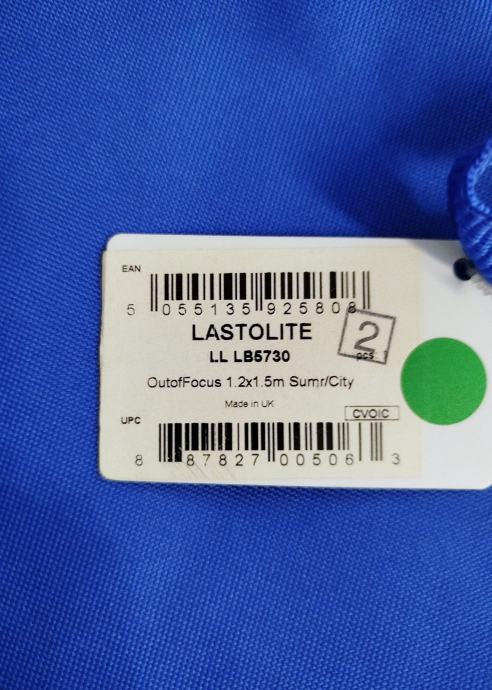 EAN
5 055135 925808
LASTOLITE
2
LL LB5730
pcs
OutofFocus 1.2x1.5m Sumr/City
Made in UK
CVOIC
UPC
8 87827 00506 3